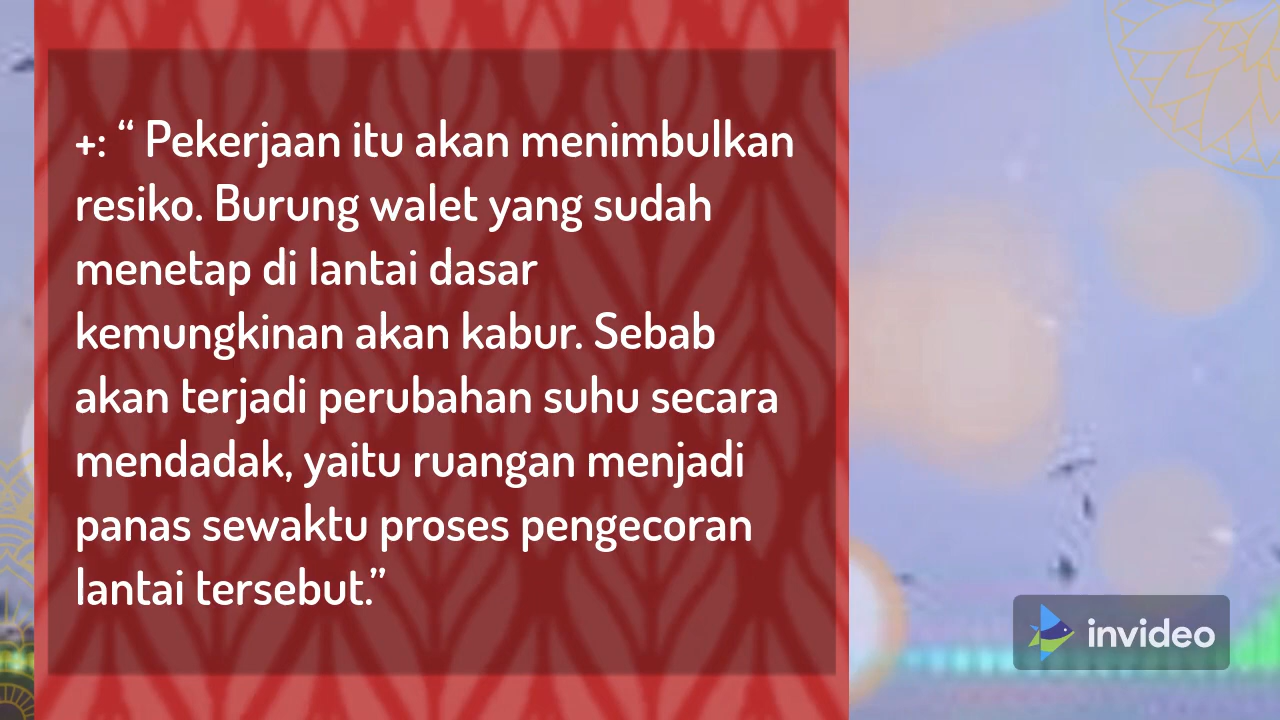 +: “ Pekerjaan itu akan menimbulkan
resiko. Burung walet yang sudah
menetap di lantai dasar
kemungkinan akan kabur. Sebab
akan terjadi perubahan suhu secara
mendadak, yaitu ruangan menjadi
panas sewaktu proses pengecoran
lantai tersebut.”
invideo